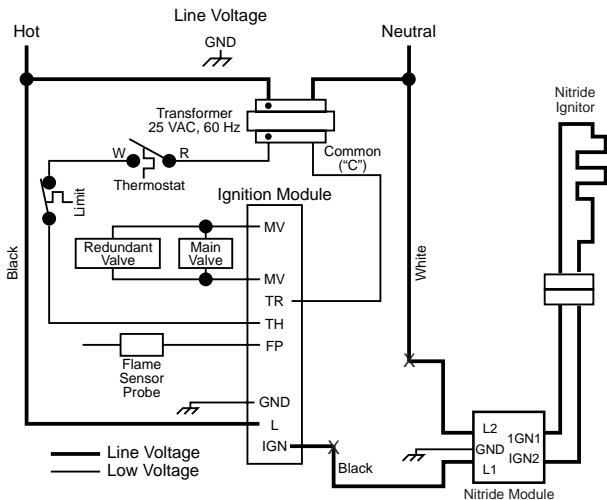 Line Voltage
Hot
Neutral
GND
Nitride
Ignitor
Transformer
25 VAC, 60 Hz
W
R
Common
("C")
Thermostat
Limit
Ignition Module
MV
Redundant
Valve
Main
Valve
Black
White
MV
TR
TH
FP
Flame
Sensor
Probe
GND
L
IGN
L2
1GN1
GND
IGN2
L1
Line Voltage
Low Voltage
Black
Nitride Module